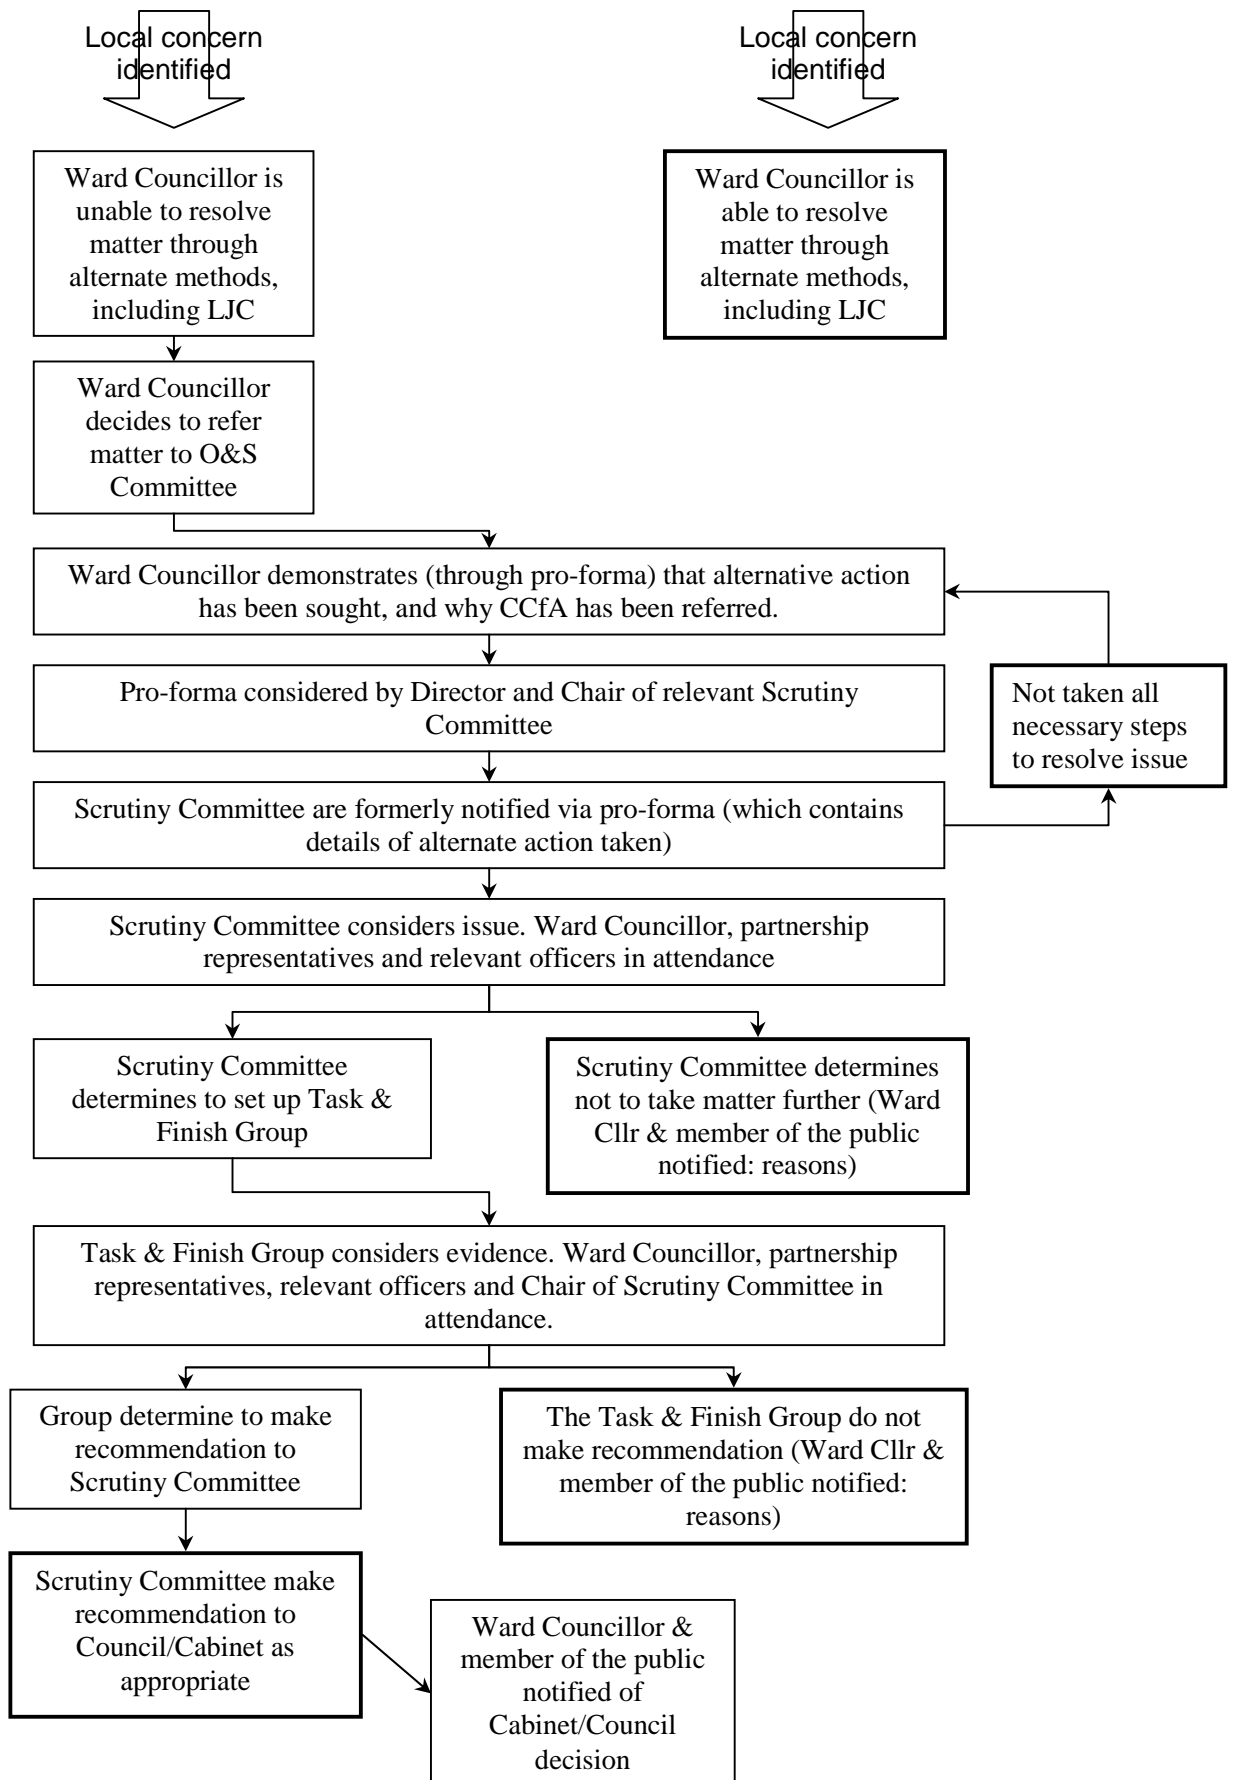 Local concern
identified
Local concern
identified
Ward Councillor is
unable to resolve
matter through
alternate methods,
including LJC
Ward Councillor is
able to resolve
matter through
alternate methods,
including LJC
Ward Councillor
decides to refer
matter to O&S
Committee
Ward Councillor demonstrates (through pro-forma) that alternative action
has been sought, and why CCfA has been referred.
Pro-forma considered by Director and Chair of relevant Scrutiny
Committee
Not taken all
necessary steps
to resolve issue
Scrutiny Committee are formerly notified via pro-forma (which contains
details of alternate action taken)
Scrutiny Committee considers issue. Ward Councillor, partnership
representatives and relevant officers in attendance
Scrutiny Committee
determines to set up Task &
Finish Group
Scrutiny Committee determines
not to take matter further (Ward
Cllr & member of the public
notified: reasons)
Task & Finish Group considers evidence. Ward Councillor, partnership
representatives, relevant officers and Chair of Scrutiny Committee in
attendance.
Group determine to make
recommendation to
Scrutiny Committee
The Task & Finish Group do not
make recommendation (Ward Cllr &
member of the public notified:
reasons)
Scrutiny Committee make
recommendation to
Council/Cabinet as
appropriate
Ward Councillor &
member of the public
notified of
Cabinet/Council
decision